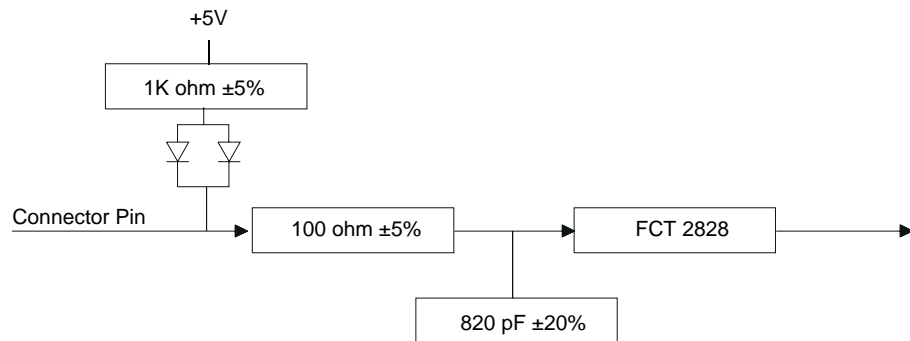 +5V
1K ohm ±5%
Connector Pin
100 ohm ±5%
FCT 2828
820 pF ±20%